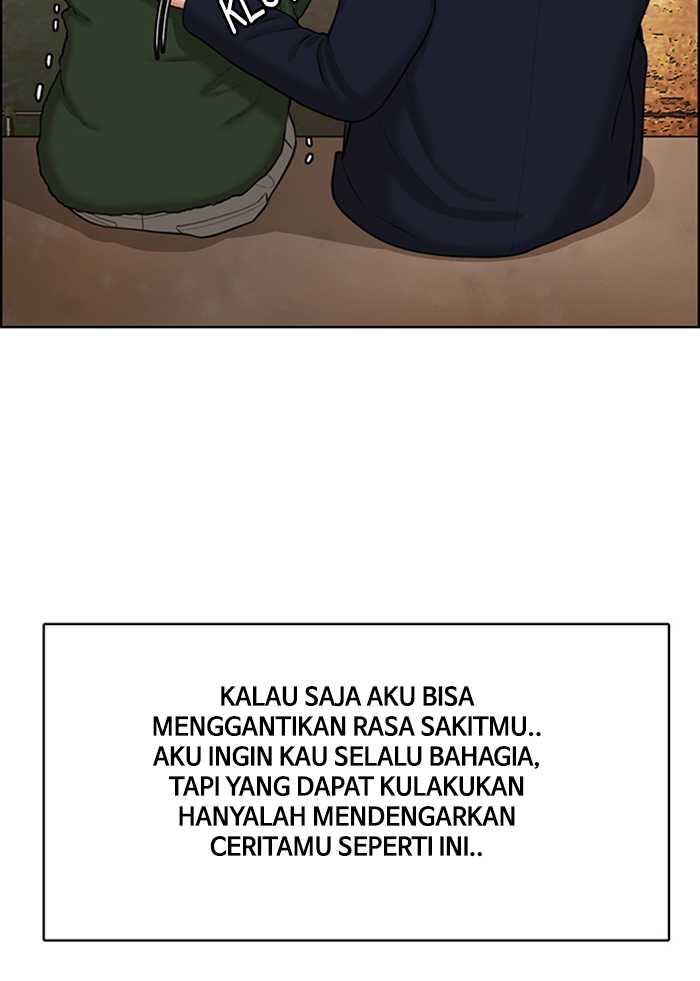 KALAU SAJA AKU BISA
MENGGANTIKAN RASA SAKITMU..
AKU INGIN KAU SELALU BAHAGIA,
TAPI YANG DAPAT KULAKUKAN
HANYALAH MENDENGARKAN
CERITAMU SEPERTI INI..